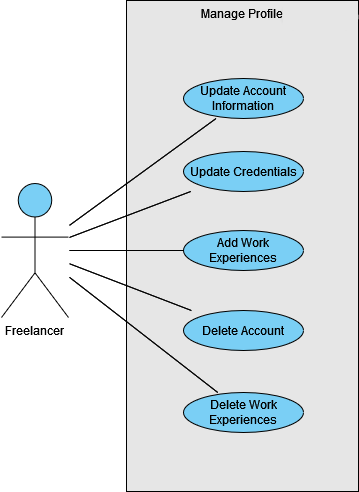 Manage Profile
Update Account
Information
Update Credentials
Add Work
Experiences
Freelancer
Delete Account
Delete Work
Experiences